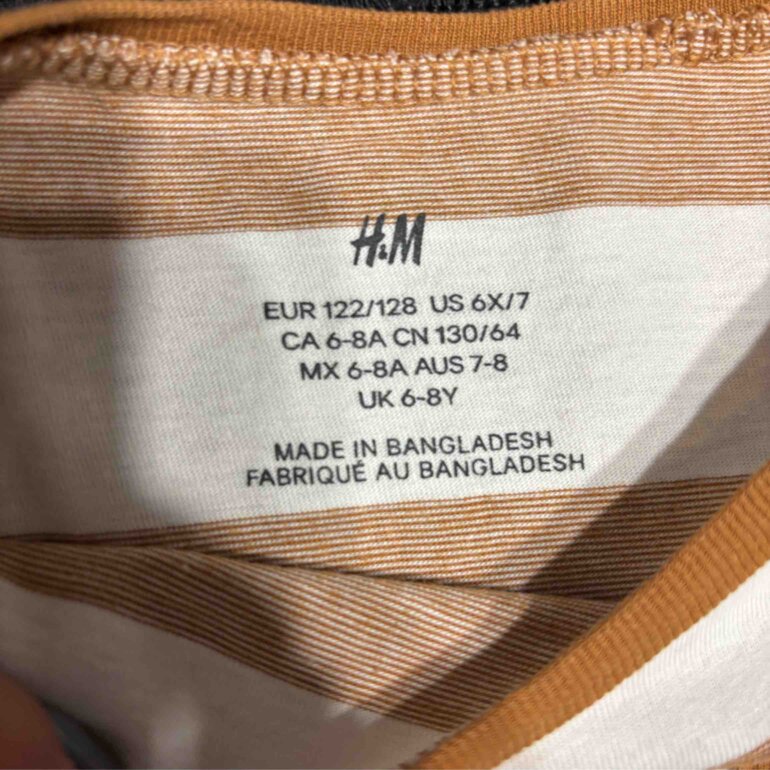 H&M
EUR 122/128 US 6X/7
CA 6-8A CN 130/64
MX 6-8A AUS 7-8
UK 6-8Y
MADE IN BANGLADESH
FABRIQUÉ AU BANGLADESH